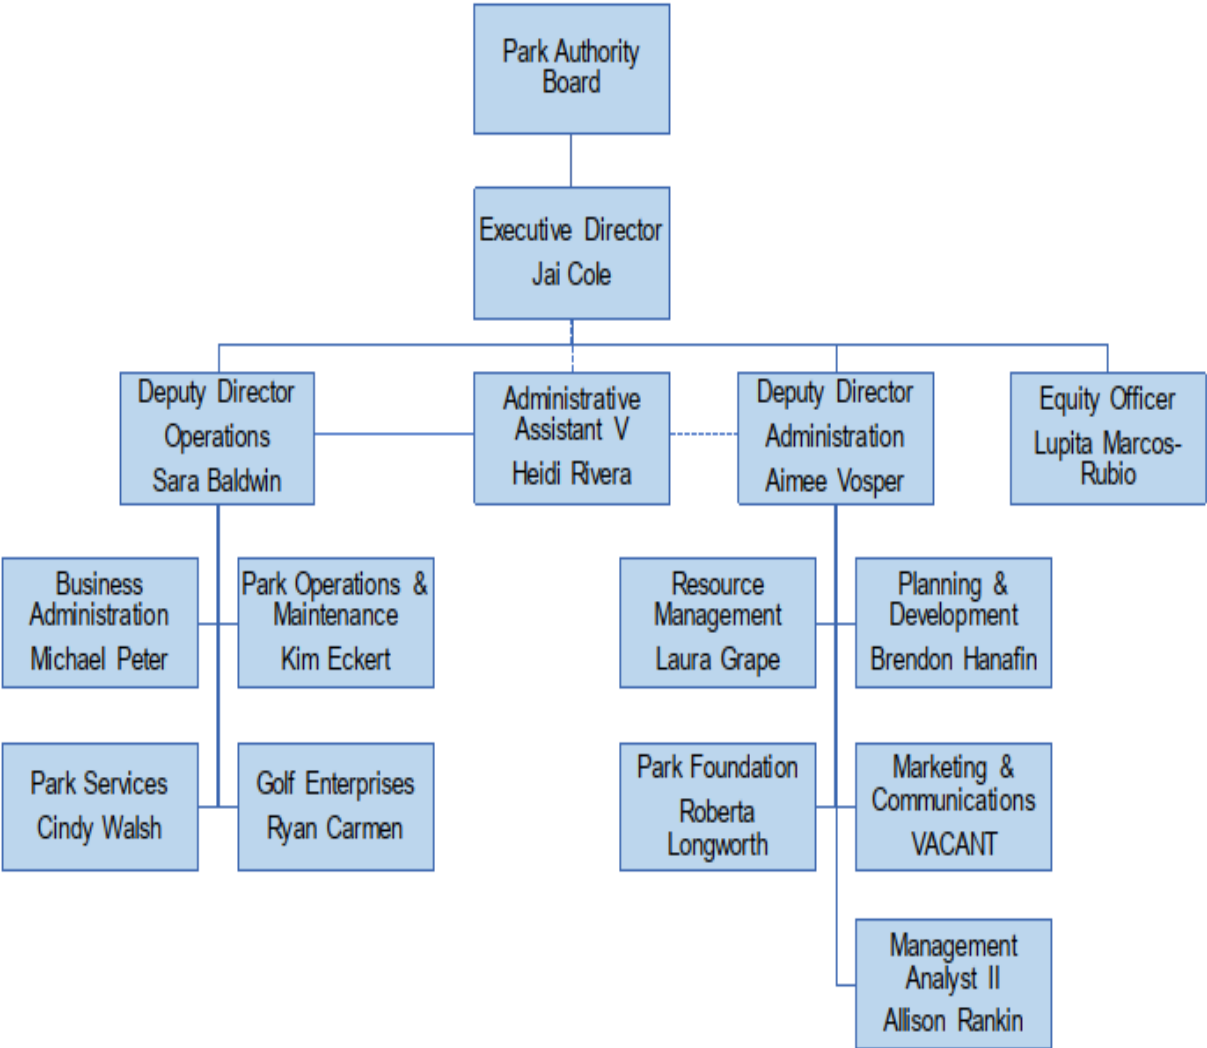 Park Authority
Board
Executive Director
Jai Cole
Deputy Director
Operations
Sara Baldwin
Administrative
Assistant V
Heidi Rivera
Deputy Director
Administration
Aimee Vosper
Equity Officer
Lupita Marcos-
Rubio
Business
Administration
Michael Peter
Park Operations &
Maintenance
Kim Eckert
Resource
Management
Laura Grape
Planning &
Development
Brendon Hanafin
Park Services
Cindy Walsh
Golf Enterprises
Ryan Carmen
Park Foundation
Roberta
Longworth
Marketing &
Communications
VACANT
Management
Analyst II
Allison Rankin